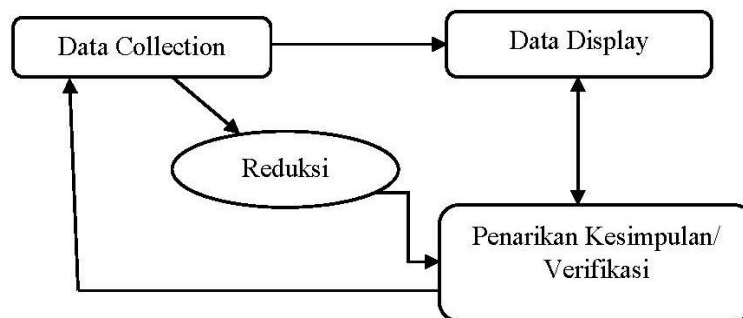 Data Collection
Data Display
Reduksi
Penarikan Kesimpulan/
Verifikasi